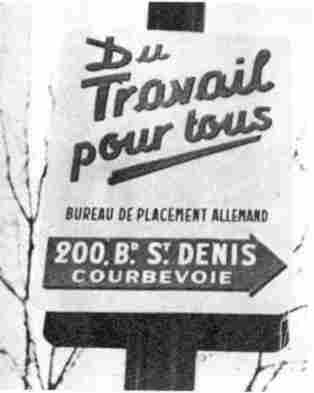 Du
Travail
pour tous
BUREAU DE PLACEMENT ALLEMAND
200, BD ST DENIS
COURBEVOIE